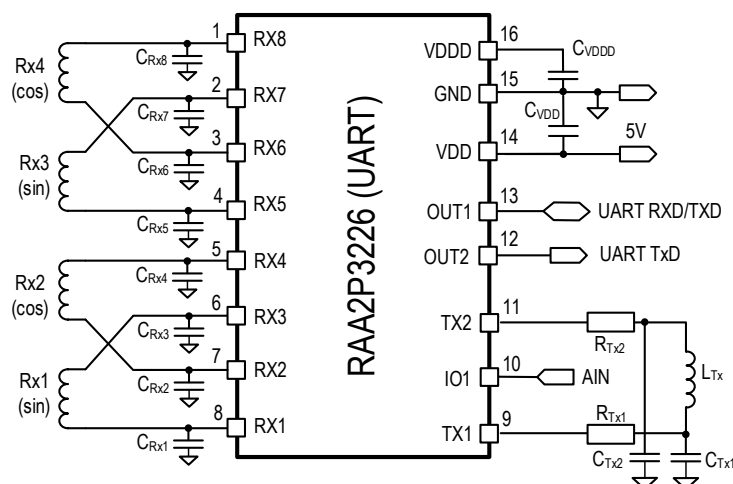 Rx4
(cos)
Rx3
(sin)
Rx2
(cos)
Rx1
(sin)
CRx8
CRx7
CRx6
CRx5
CRx4
CRx3
CRx2
CRx1
1
2
3
4
5
6
7
8
RX8
RX7
RX6
RX5
RX4
RX3
RX2
RX1
RAA2P3226 (UART)
VDDD
GND
VDD
OUT1
OUT2
TX2
IO1
TX1
16
15
14
13
12
11
10
9
CVDDD
CVDD
5V
UART RXD/TXD
UART TxD
RTx2
LTx
AIN
RTx1
CTx2
CTx1